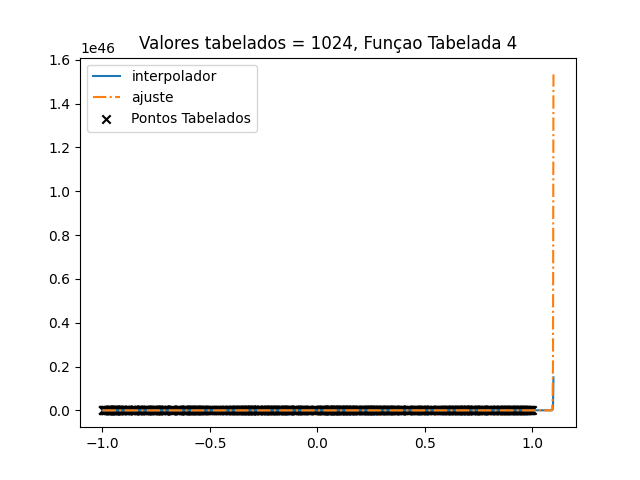 Valores tabelados = 1024, Funçao Tabelada 4
1e46
1.6
1.4
1.2
1.0
0.8
0.6
0.4
0.2
0.0
interpolador
ajuste
Pontos Tabelados
−1.0 −0.5 0.0 0.5 1.0